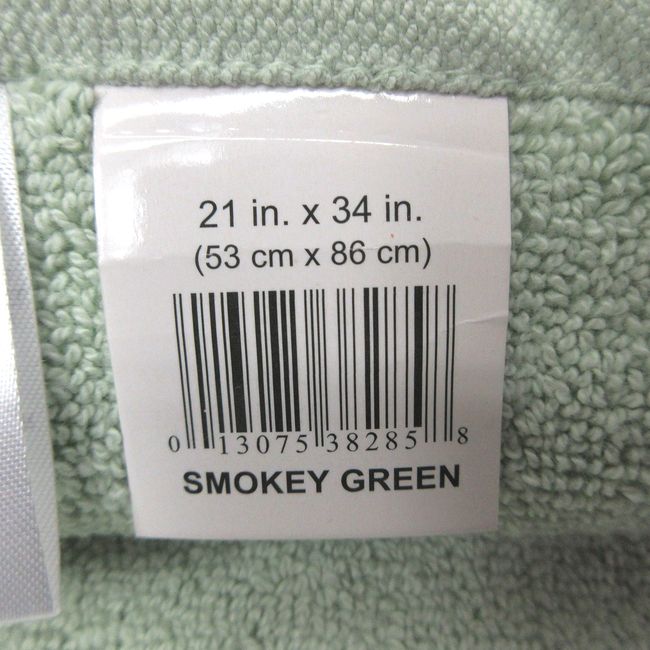 21 in. x 34 in.
(53 cm x 86 cm)
0 13075 38285 8
SMOKEY GREEN